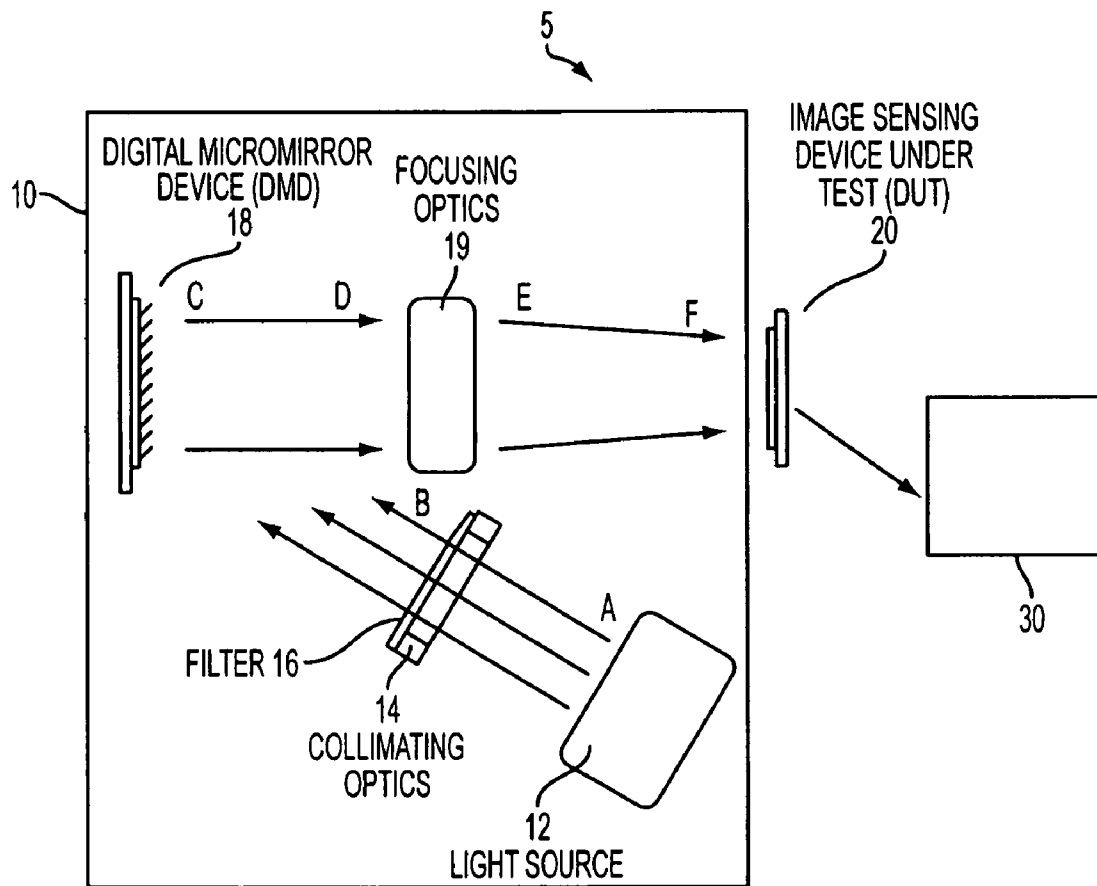 5
DIGITAL MICROMIRROR
DEVICE (DMD)
18
10
FOCUSING
OPTICS
19
IMAGE SENSING
DEVICE UNDER
TEST (DUT)
20
C
D
E
F
B
A
FILTER 16
14
COLLIMATING
OPTICS
12
LIGHT SOURCE
30